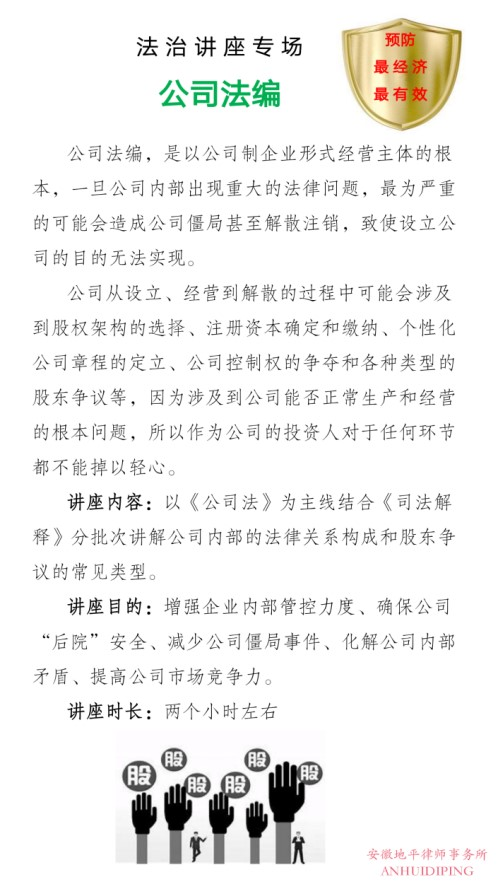 法治讲座专场
公司法编
预防
最经济
最有效
公司法编，是以公司制企业形式经营主体的根
本，一旦公司内部出现重大的法律问题，最为严重
的可能会造成公司僵局甚至解散注销，致使设立公
司的目的无法实现。
公司从设立、经营到解散的过程中可能会涉及
到股权架构的选择、注册资本确定和缴纳、个性化
公司章程的定立、公司控制权的争夺和各种类型的
股东争议等，因为涉及到公司能否正常生产和经营
的根本问题，所以作为公司的投资人对于任何环节
都不能掉以轻心。
讲座内容：以《公司法》为主线结合《司法解
释》分批次讲解公司内部的法律关系构成和股东争
议的常见类型。
讲座目的：增强企业内部管控力度、确保公司
“后院”安全、减少公司僵局事件、化解公司内部
矛盾、提高公司市场竞争力。
讲座时长：两个小时左右
股
股
股
股
股
股
安徽地平律师事务所
ANHUIDIPING